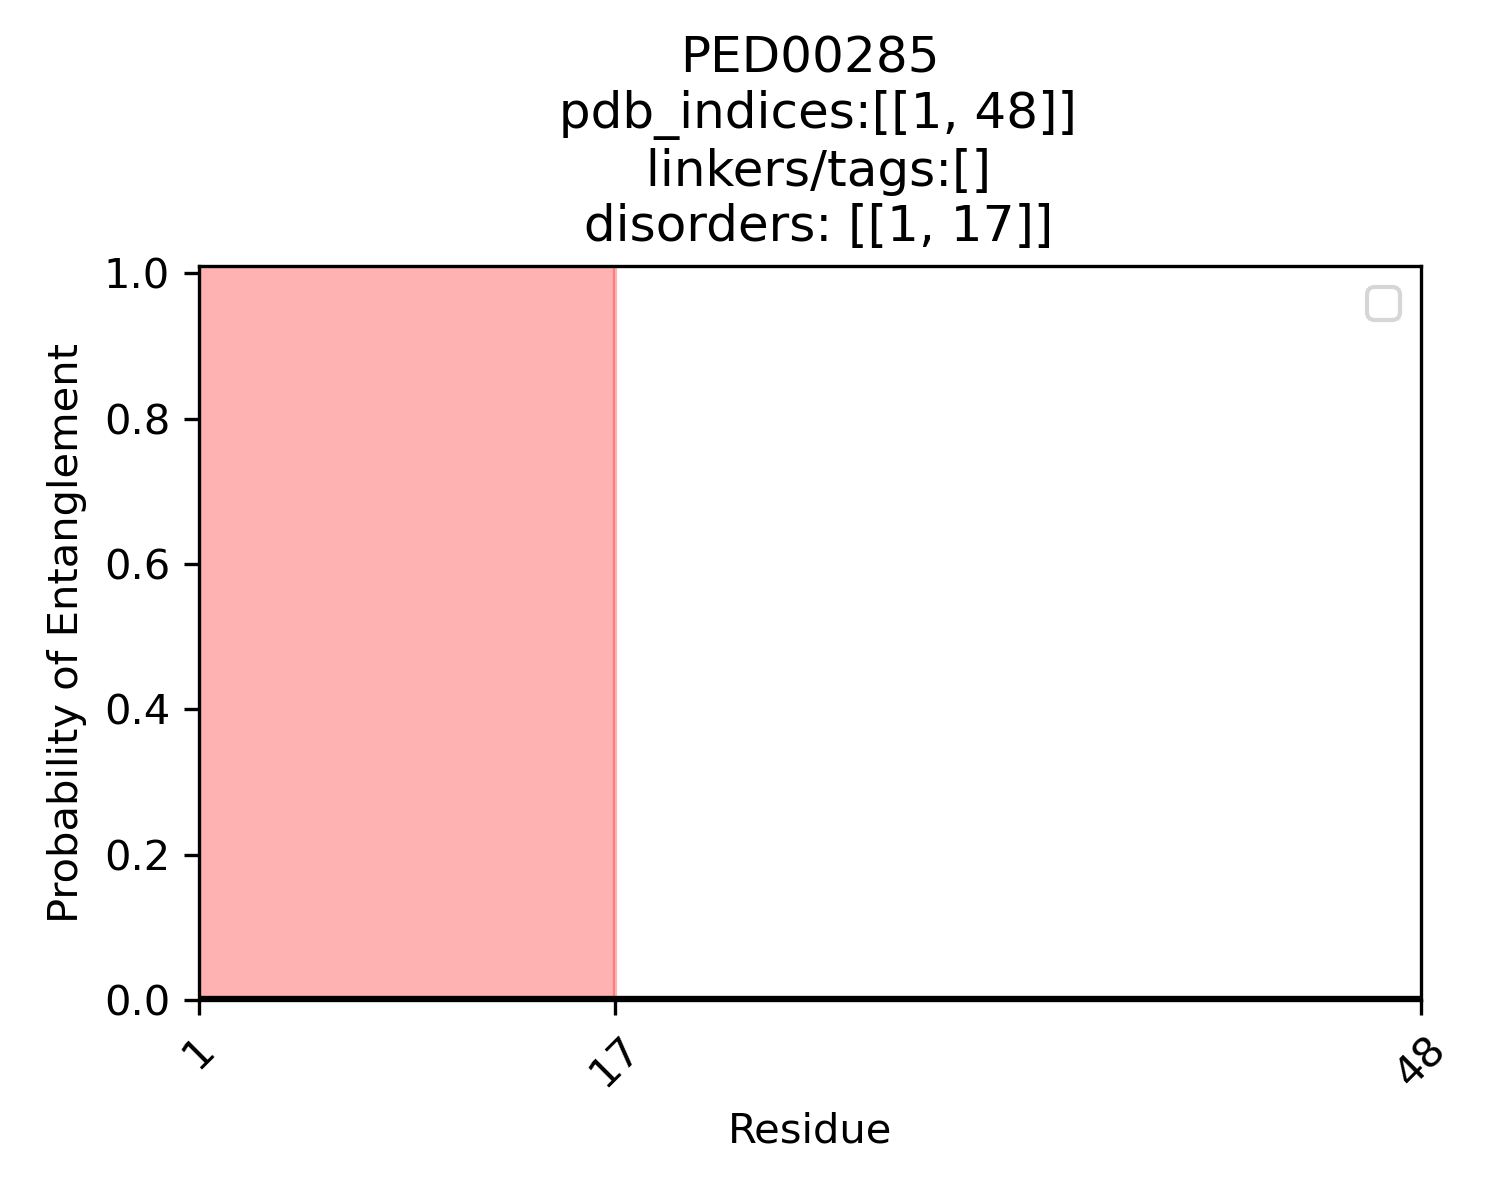 PED00285
pdb_indices:[[1, 48]]
linkers/tags:[]
disorders: [[1, 17]]
1.0
0.8
0.6
0.4
0.2
0.0
Probability of Entanglement
1
17
48
Residue